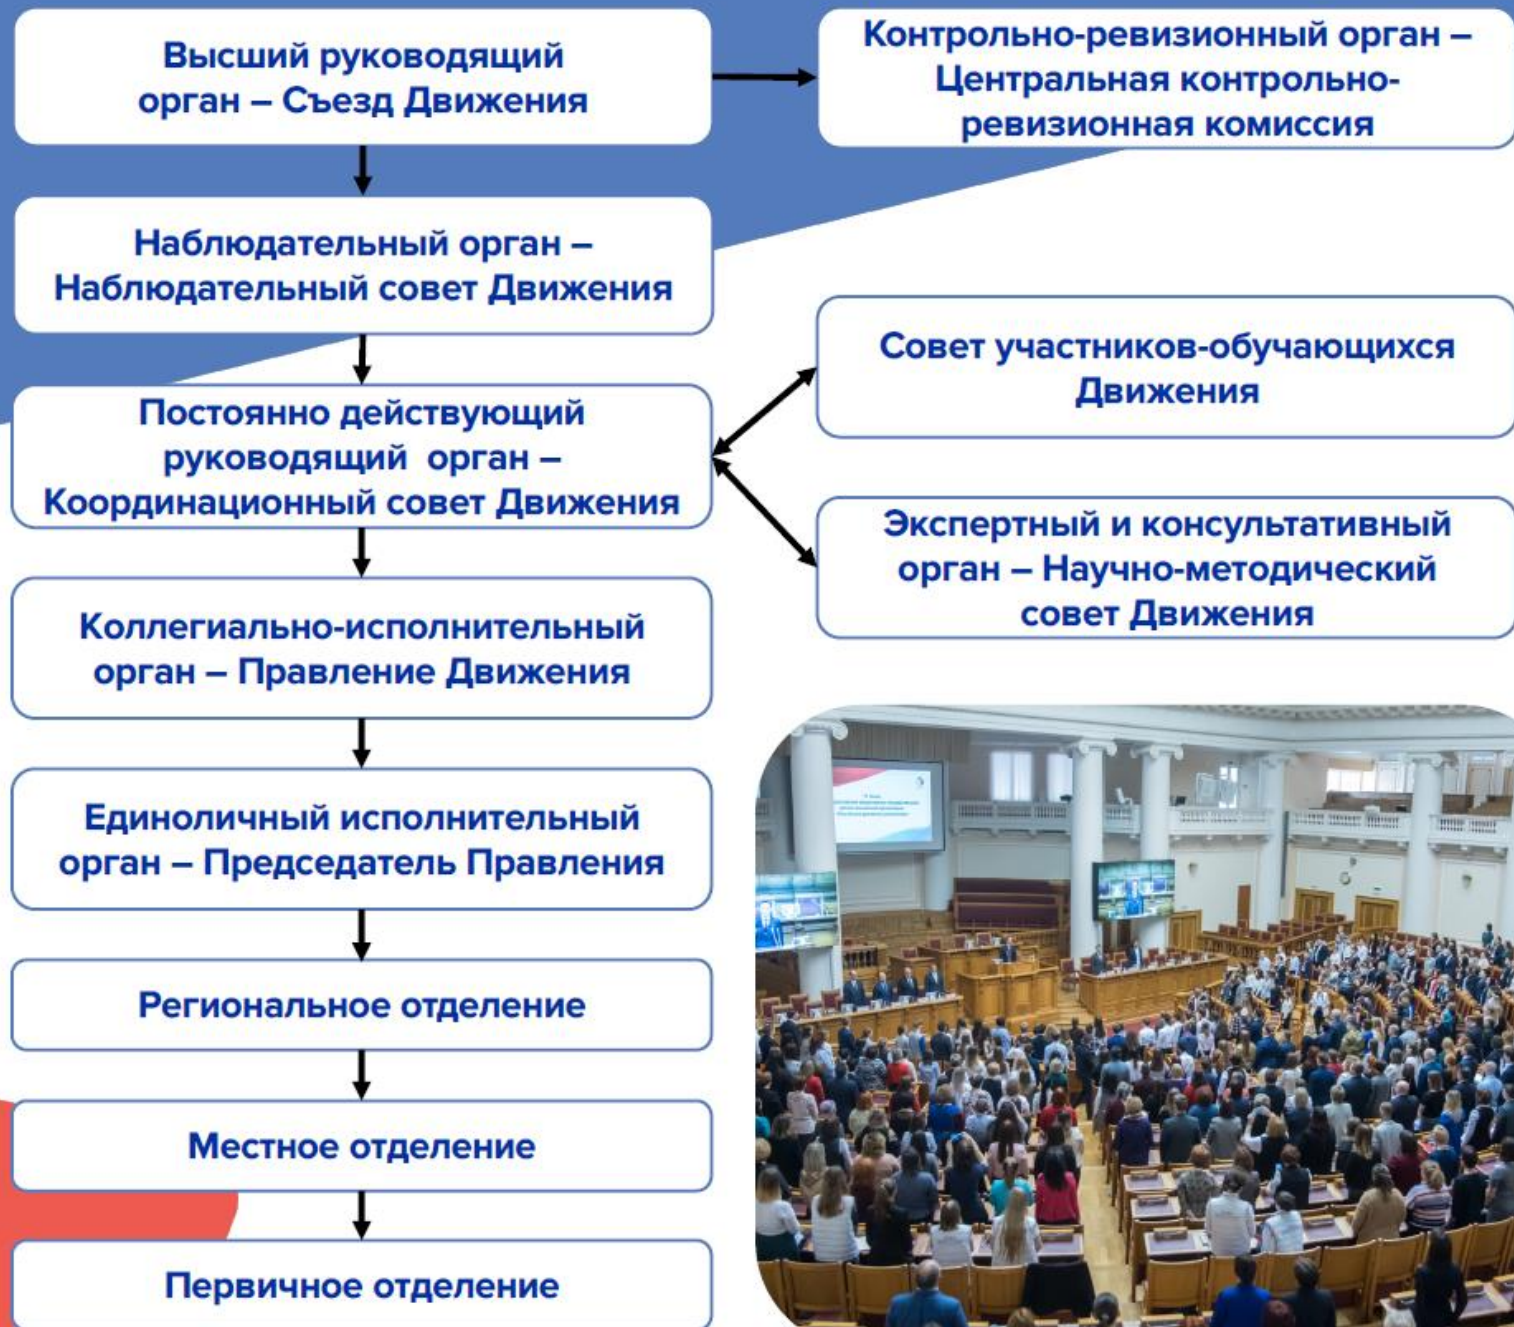 Высший руководящий
орган – Съезд Движения
Контрольно-ревизионный орган –
Центральная контрольно-
ревизионная комиссия
Наблюдательный орган –
Наблюдательный совет Движения
Постоянно действующий
руководящий орган –
Координационный совет Движения
Совет участников-обучающихся
Движения
Экспертный и консультативный
орган – Научно-методический
совет Движения
Коллегиально-исполнительный
орган – Правление Движения
Единоличный исполнительный
орган – Председатель Правления
Региональное отделение
Местное отделение
Первичное отделение